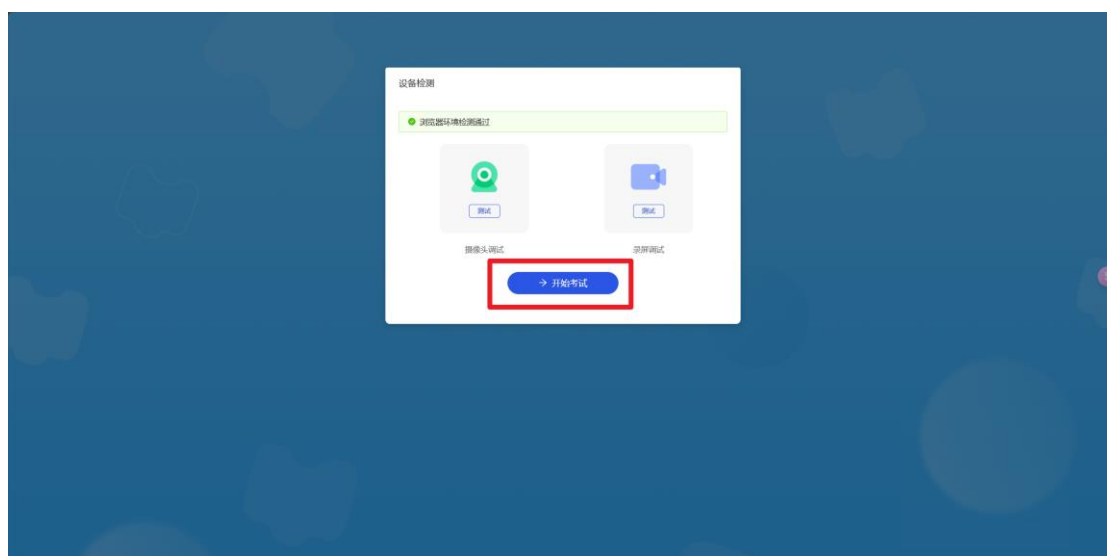 设备检测
浏览器环境检测通过
测试
测试
摄像头调试
录屏调试
→ 开始考试